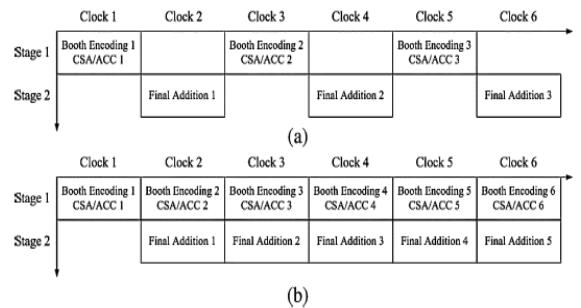 Clock 1 Clock 2 Clock 3 Clock 4 Clock 5 Clock 6
Stage 1
Booth Encoding 1
CSA/ACC 1
Booth Encoding 2
CSA/ACC 2
Booth Encoding 3
CSA/ACC 3
Stage 2
Final Addition 1
Final Addition 2
Final Addition 3
(a)
Clock 1 Clock 2 Clock 3 Clock 4 Clock 5 Clock 6
Stage 1
Booth Encoding 1
CSA/ACC 1
Booth Encoding 2
CSA/ACC 2
Booth Encoding 3
CSA/ACC 3
Booth Encoding 4
CSA/ACC 4
Booth Encoding 5
CSA/ACC 5
Booth Encoding 6
CSA/ACC 6
Stage 2
Final Addition 1
Final Addition 2
Final Addition 3
Final Addition 4
Final Addition 5
(b)